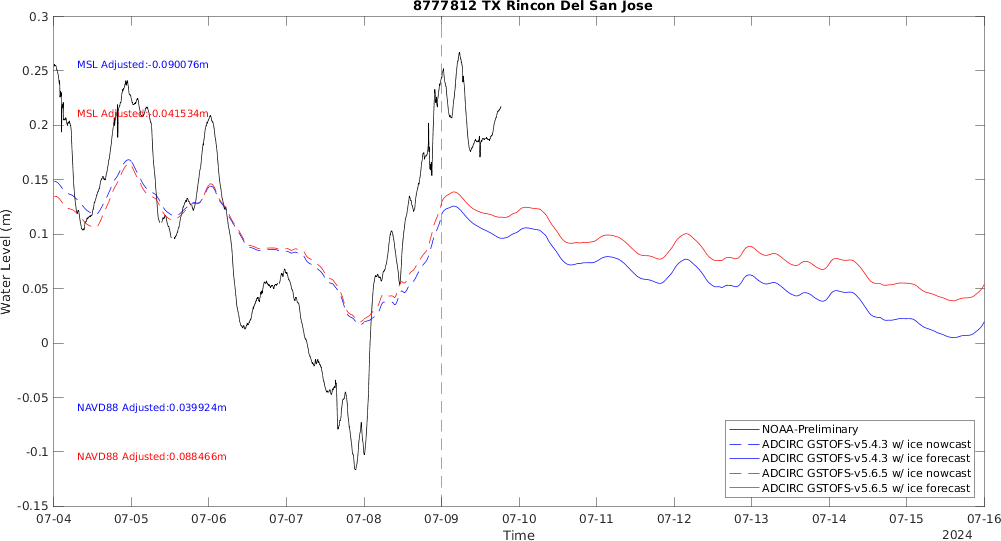 8777812 TX Rincon Del San Jose
0.3
0.25
0.2
0.15
0.1
0.05
0
-0.05
-0.1
-0.15
Water Level (m)
MSL Adjusted:-0.090076m
MSL Adjusted:-0.041534m
NAVD88 Adjusted:0.039924m
NAVD88 Adjusted:0.088466m
NOAA-Preliminary
ADCIRC GSTOFS-v5.4.3 w/ ice nowcast
ADCIRC GSTOFS-v5.4.3 w/ ice forecast
ADCIRC GSTOFS-v5.6.5 w/ ice nowcast
ADCIRC GSTOFS-v5.6.5 w/ ice forecast
07-04 07-05 07-06 07-07 07-08 07-09 07-10 07-11 07-12 07-13 07-14 07-15 07-16
Time
2024